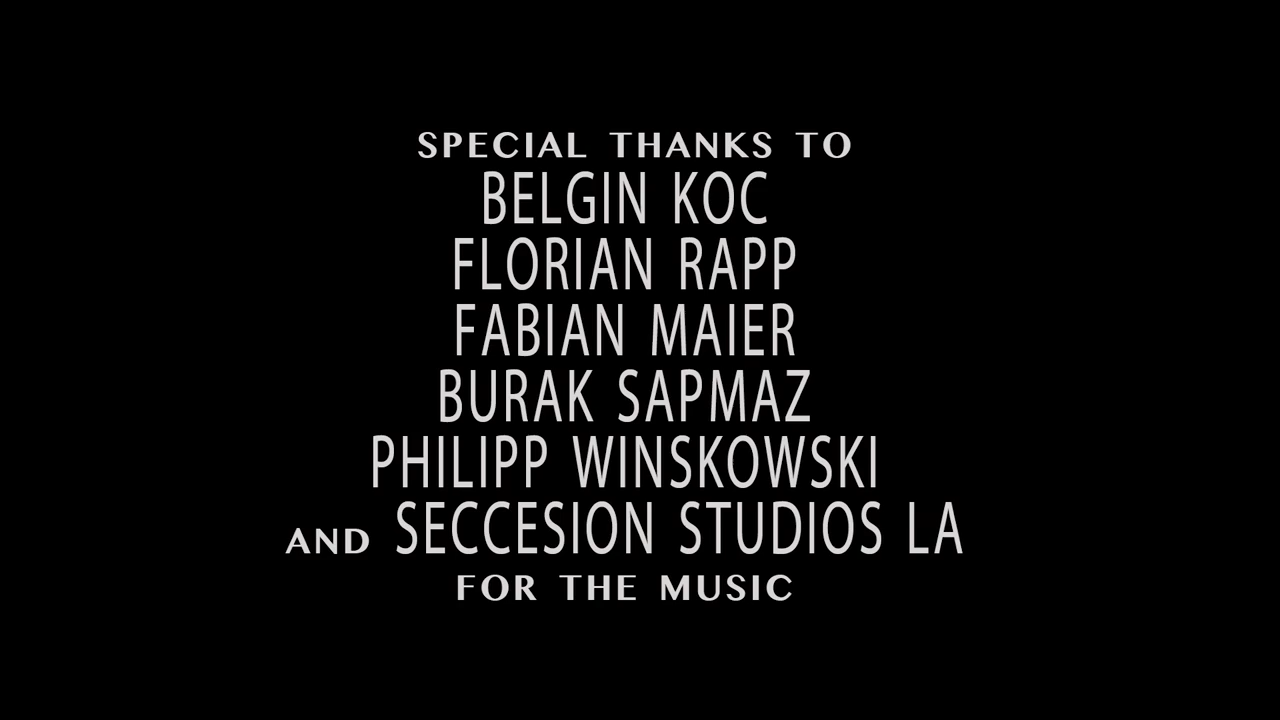 SPECIAL THANKS TO
BELGIN KOC
FLORIAN RAPP
FABIAN MAIER
BURAK SAPMAZ
PHILIPP WINSKOWSKI
AND SECCESION STUDIOS LA
FOR THE MUSIC